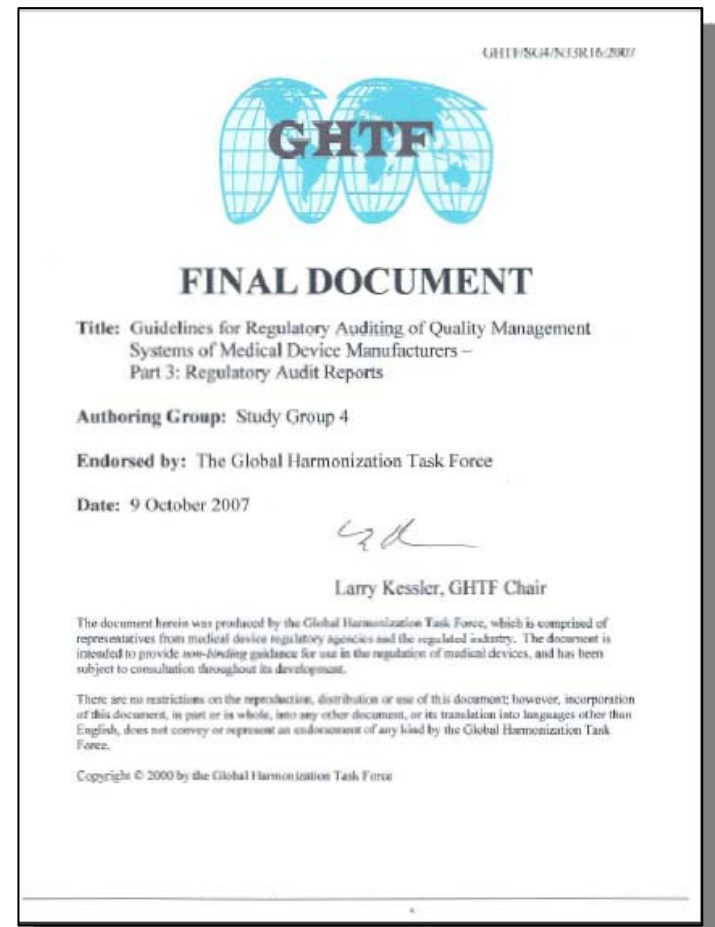 GHTF/SG4/N33R16:2007
GHTF
FINAL DOCUMENT
Title: Guidelines for Regulatory Auditing of Quality Management
Systems of Medical Device Manufacturers –
Part 3: Regulatory Audit Reports
Authoring Group: Study Group 4
Endorsed by: The Global Harmonization Task Force
Date: 9 October 2007
Larry Kessler, GHTF Chair
The document herein was produced by the Global Harmonization Task Force, which is comprised of
representatives from medical device regulatory agencies and the regulated industry. The document is
intended to provide non-binding guidance for use in the regulation of medical devices, and has been
subject to consultation throughout its development.
There are no restrictions on the reproduction, distribution or use of this document; however, incorporation
of this document, in part or in whole, into any other document, or its translation into languages other than
English, does not convey or represent an endorsement of any kind by the Global Harmonization Task
Force.
Copyright © 2000 by the Global Harmonization Task Force